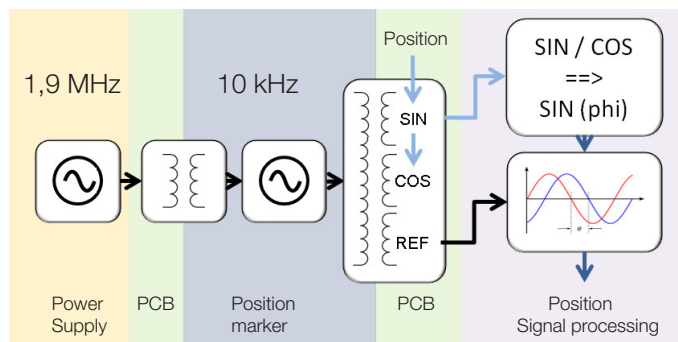 Position
1,9 MHz
10 kHz
SIN / COS
==>
SIN (phi)
SIN
COS
REF
ø
Power
Supply
PCB
Position
marker
PCB
Position
Signal processing